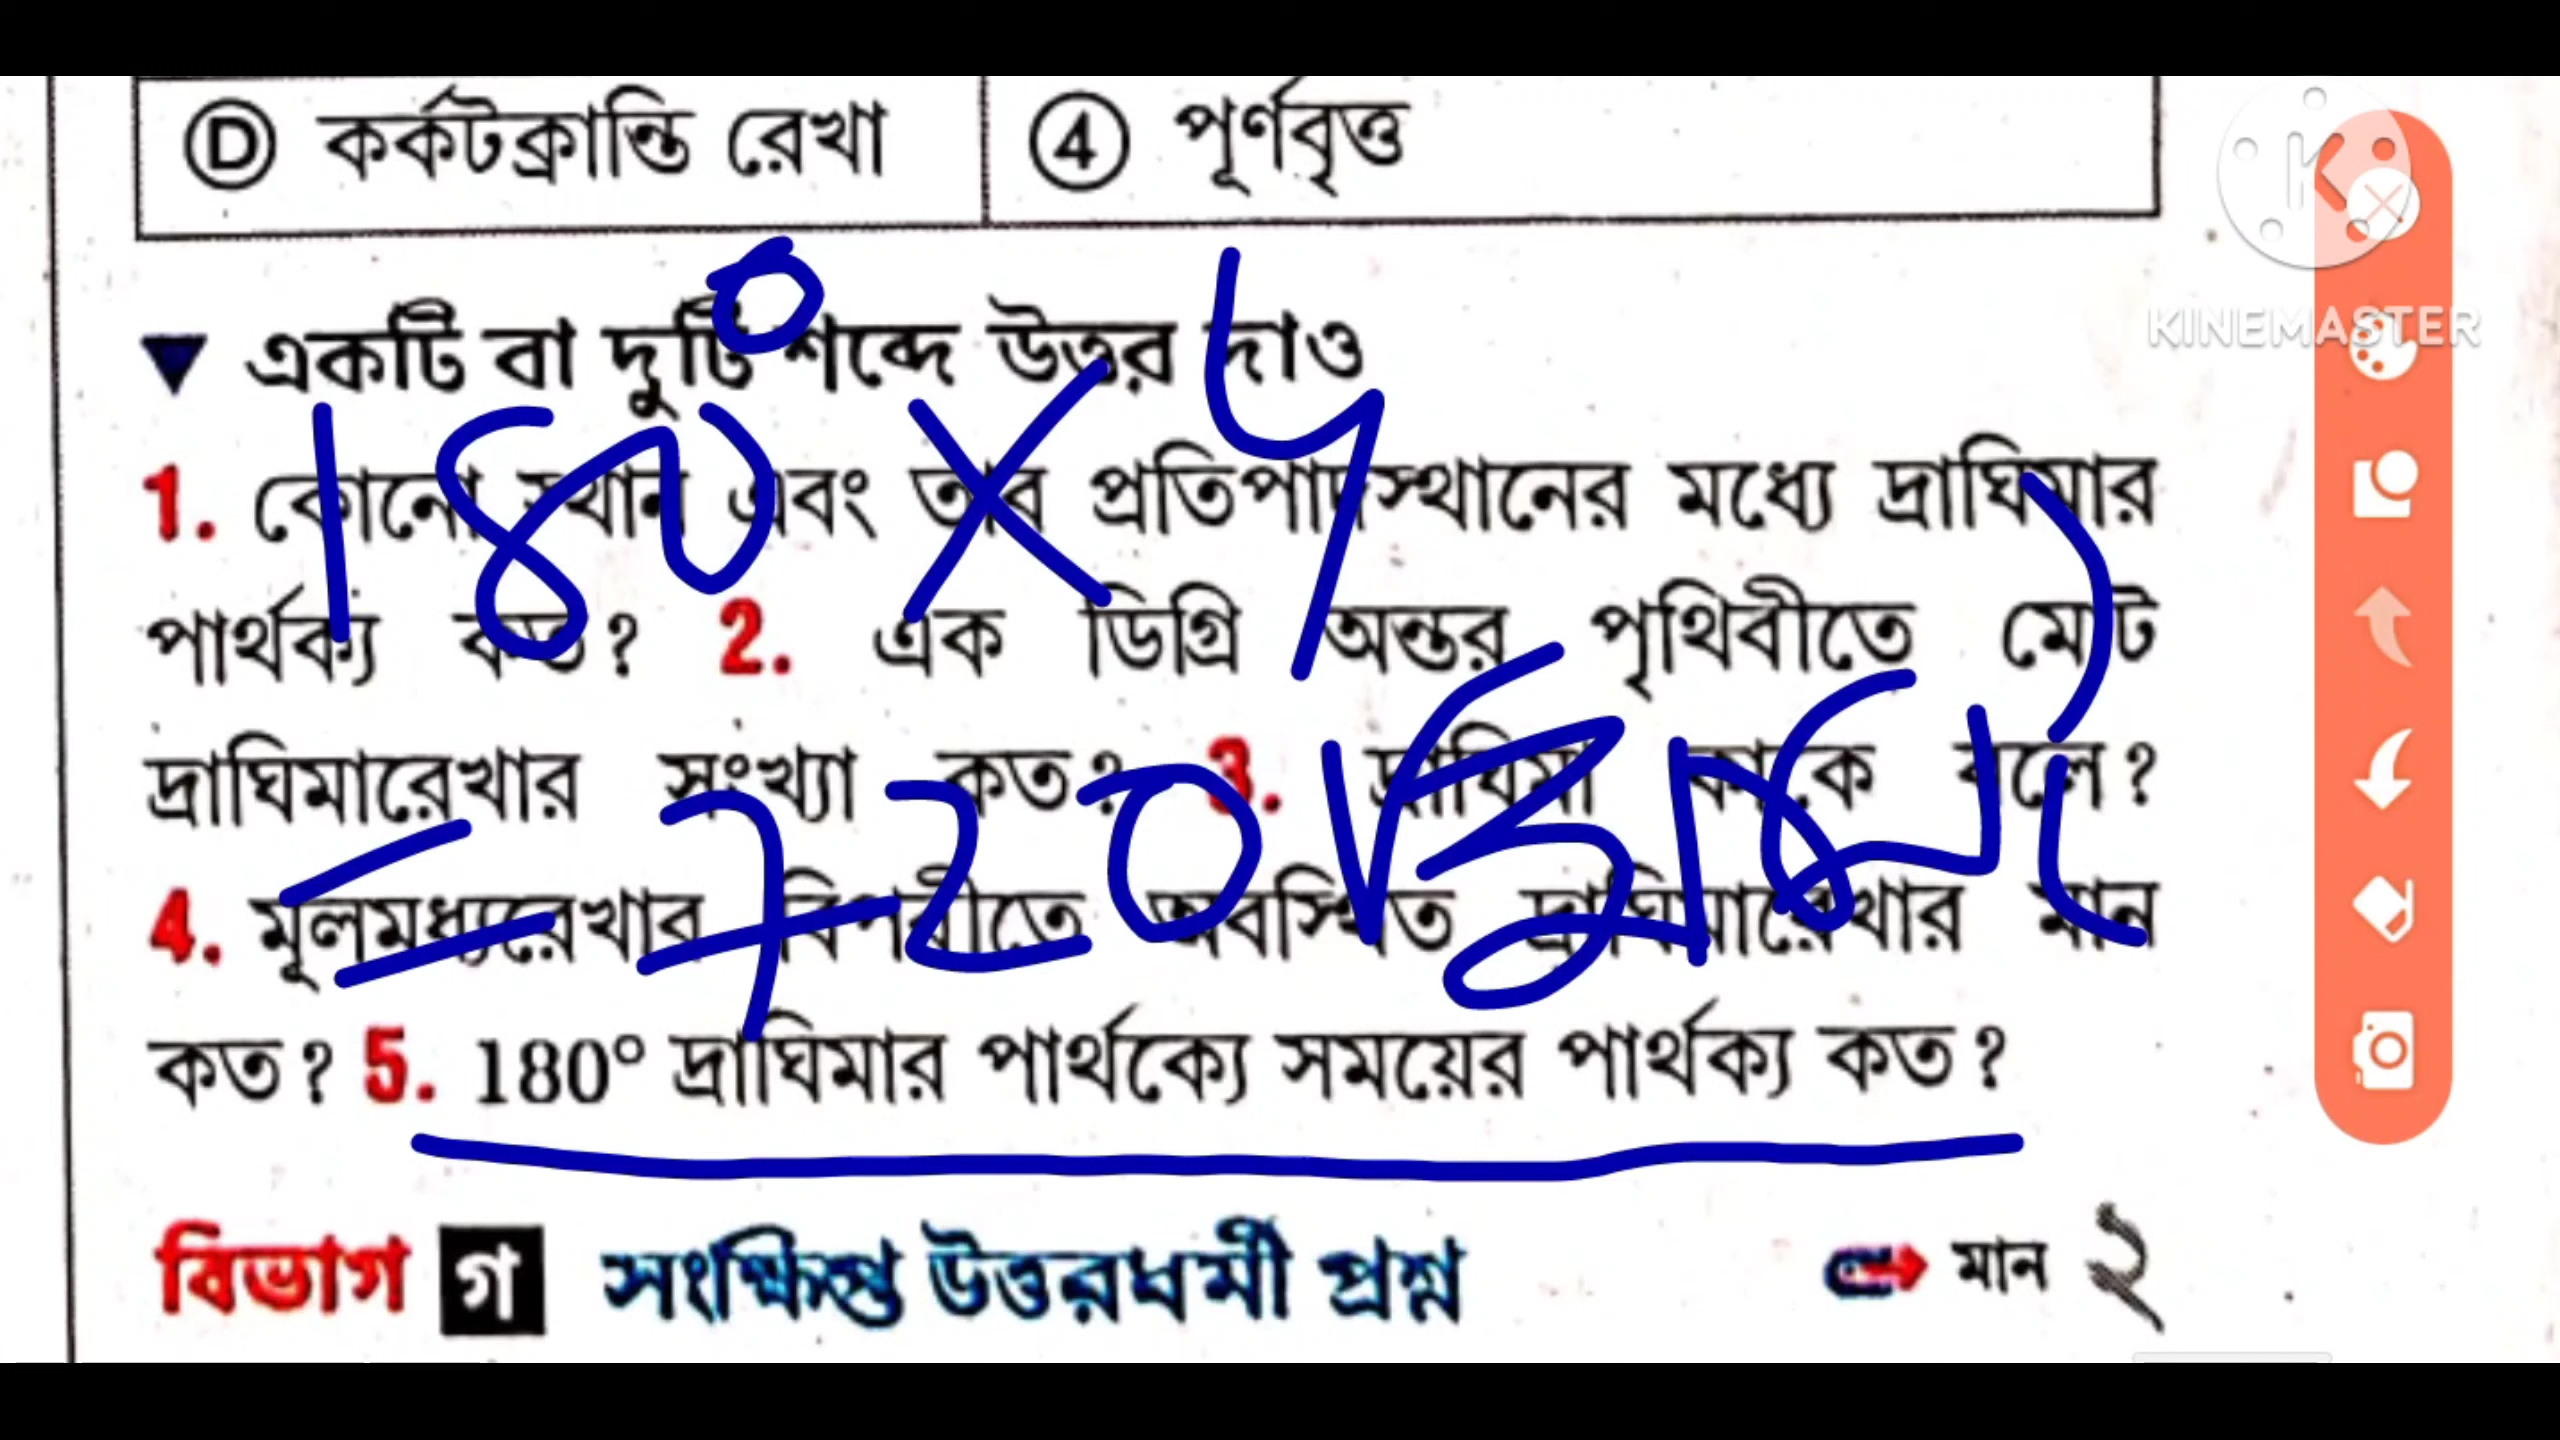 D কর্কটক্রান্তি রেখা 4 পূর্ণবৃত্ত
KINEMASTER
একটি বা দুটি শব্দে উত্তর দাও
180° × 4
1. কোনো স্থান এবং তার প্রতিপাদস্থানের মধ্যে দ্রাঘিমার
পার্থক্য কত? 2. এক ডিগ্রি অন্তর পৃথিবীতে মোট
দ্রাঘিমারেখার সংখ্যা কত? 3. দ্রাঘিমা কাকে বলে?
= 720
4. মূলমধ্যরেখার বিপরীতে অবস্থিত দ্রাঘিমারেখার মান
কত? 5. 180° দ্রাঘিমার পার্থক্যে সময়ের পার্থক্য কত?
বিভাগ গ সংক্ষিপ্ত উত্তরধর্মী প্রশ্ন মান ২